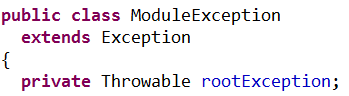 public class ModuleException
  extends Exception
{
  private Throwable rootException;